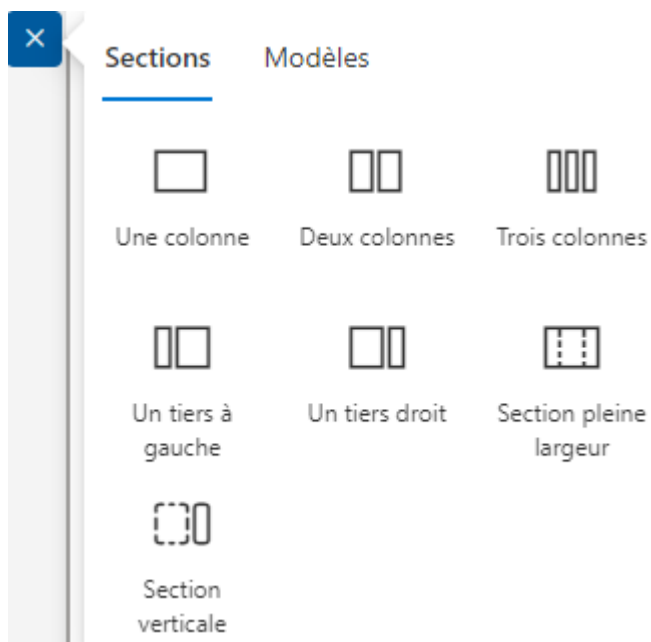 Sections Modèles
Une colonne Deux colonnes Trois colonnes
Un tiers à
gauche
Un tiers droit
Section pleine
largeur
Section
verticale